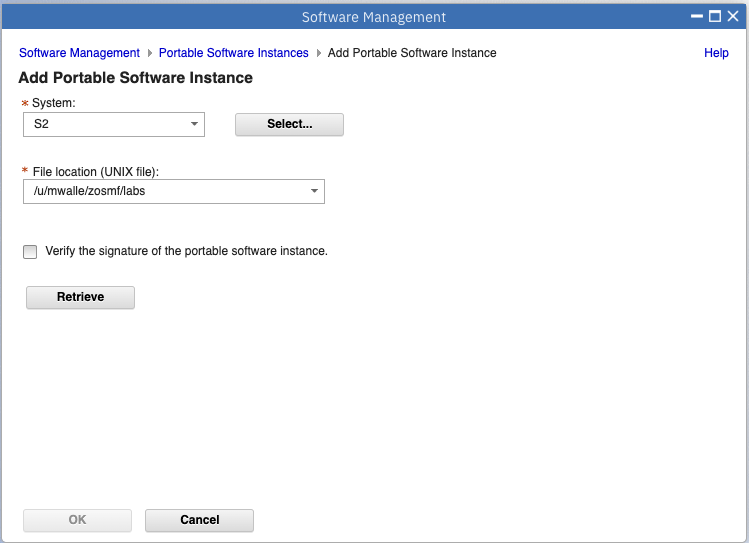 Software Management
Software Management Portable Software Instances Add Portable Software Instance Help
Add Portable Software Instance
* System:
S2 Select...
* File location (UNIX file):
/u/mwalle/zosmf/labs
Verify the signature of the portable software instance.
Retrieve
OK Cancel